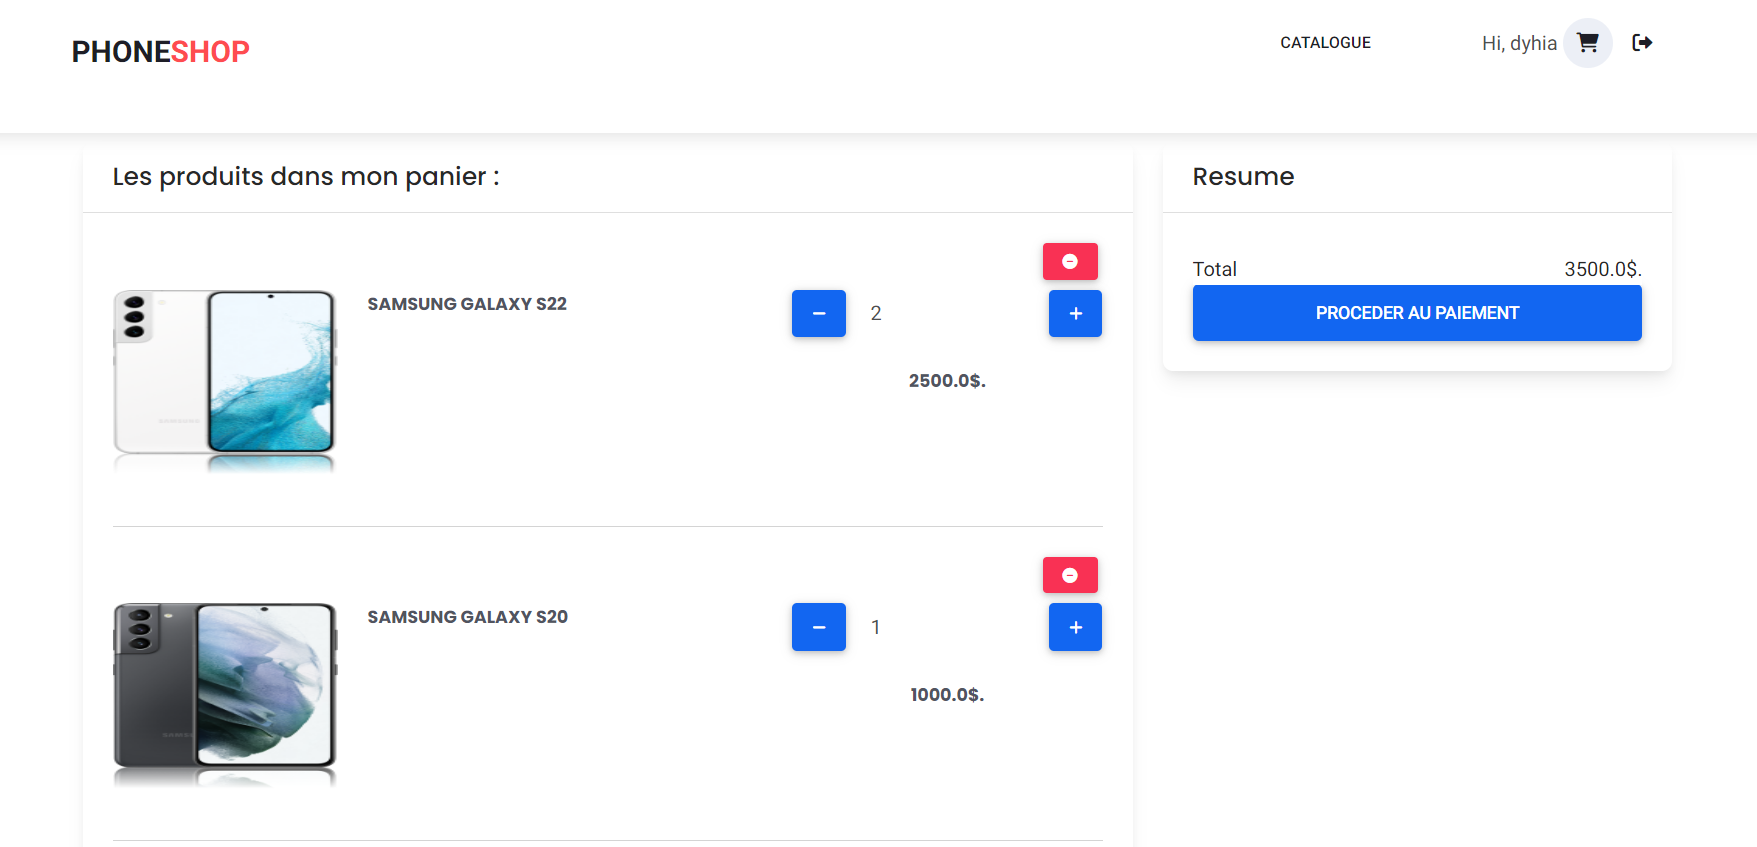 PHONESHOP
CATALOGUE
Hi, dyhia
Les produits dans mon panier :
SAMSUNG GALAXY S22
2
2500.0$.
SAMSUNG GALAXY S20
1
1000.0$.
Resume
Total 3500.0$.
PROCEDER AU PAIEMENT